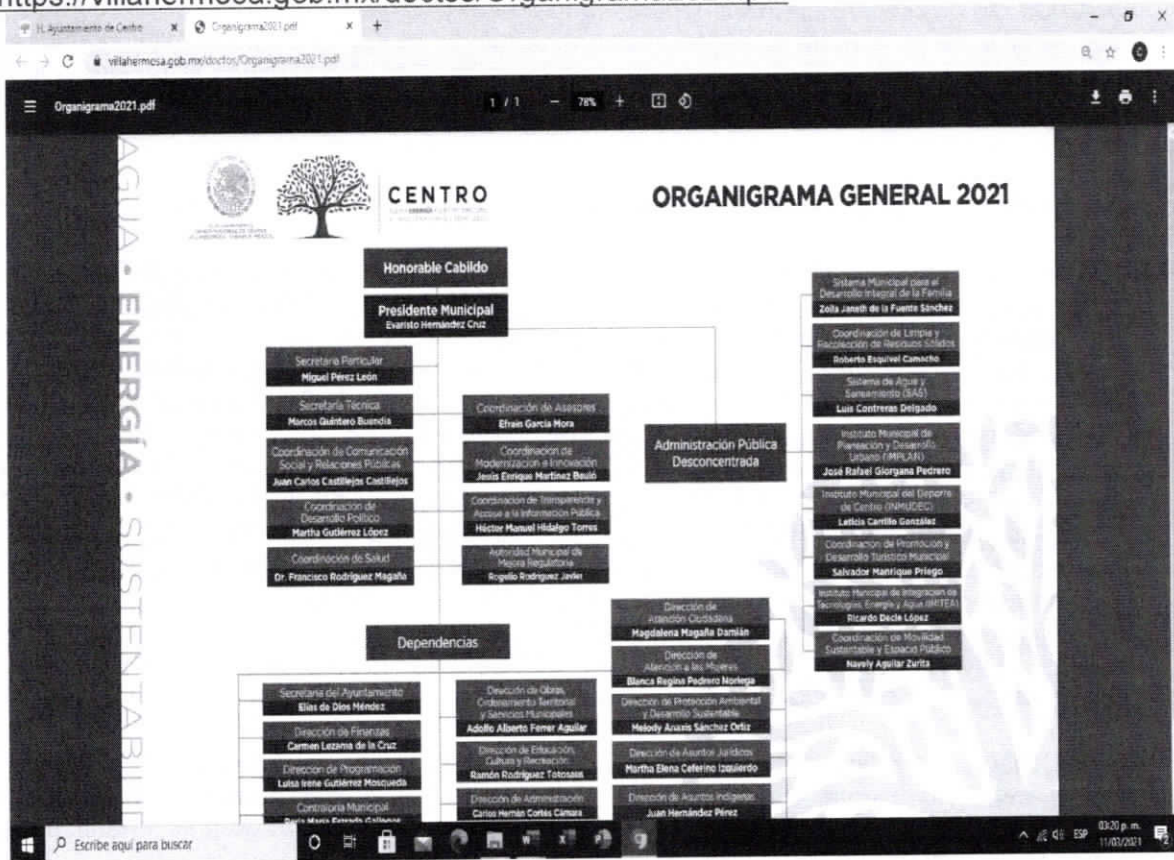 https://villahermosa.gob.mx/doctos/Organigrama2021.pdf
H. Ayuntamiento de Centro
Organigrama2021.pdf
villahermosa.gob.mx/doctos/Organigrama2021.pdf
Organigrama2021.pdf
1 / 1
78%
AGUA • ENERGÍA • SUSTENTABILI
CENTRO
ORGANIGRAMA GENERAL 2021
Honorable Cabildo
Presidente Municipal
Evaristo Hernández Cruz
Secretaría Particular
Miguel Pérez León
Secretaría Técnica
Marcos Quintero Buendía
Coordinación de Comunicación
Social y Relaciones Públicas
Juan Carlos Castillejos Castillejos
Coordinación de
Desarrollo Político
Martha Gutiérrez López
Coordinación de Salud
Dr. Francisco Rodríguez Magaña
Coordinación de Asesores
Efraín García Mora
Coordinación de
Modernización e Innovación
Jesús Enrique Martínez Beuló
Coordinación de Transparencia y
Acceso a la Información Pública
Héctor Manuel Hidalgo Torres
Autoridad Municipal de
Mejora Regulatoria
Rogelio Rodríguez Javier
Administración Pública
Desconcentrada
Sistema Municipal para el
Desarrollo Integral de la Familia
Zoila Janath de la Fuente Sánchez
Coordinación de Limpia y
Recolección de Residuos Sólidos
Roberto Esquivel Camacho
Sistema de Agua y
Saneamiento (SAS)
Luis Contreras Delgado
Instituto Municipal de
Planeación y Desarrollo
Urbano (IMPLAN)
José Rafael Giorgana Pedrero
Instituto Municipal del Deporte
de Centro (INMUDEC)
Leticia Carrillo González
Coordinación de Promoción y
Desarrollo Turístico Municipal
Salvador Manrique Priego
Instituto Municipal de Integración de
Tecnologías, Energía y Agua (IMITEA)
Ricardo Decle López
Coordinación de Movilidad
Sustentable y Espacio Público
Nayely Aguilar Zurita
Dependencias
Secretaría del Ayuntamiento
Elías de Dios Méndez
Dirección de Finanzas
Carmen Lezama de la Cruz
Dirección de Programación
Luisa Irene Gutiérrez Mosqueda
Contraloría Municipal
Dirección de Obras,
Ordenamiento Territorial
y Servicios Municipales
Adolfo Alberto Ferrer Aguilar
Dirección de Educación,
Cultura y Recreación
Ramón Rodríguez Totosaus
Dirección de Administración
Carlos Hernán Cortés Cámara
Dirección de
Atención Ciudadana
Magdalena Magaña Damián
Dirección de
Atención a las Mujeres
Blanca Regina Pedrero Noriega
Dirección de Protección Ambiental
y Desarrollo Sustentable
Melody Anaxis Sánchez Ortiz
Dirección de Asuntos Jurídicos
Martha Elena Ceferino Izquierdo
Dirección de Asuntos Indígenas
Juan Hernández Pérez
Escribe aquí para buscar
ESP
03:20 p. m.
11/03/2021